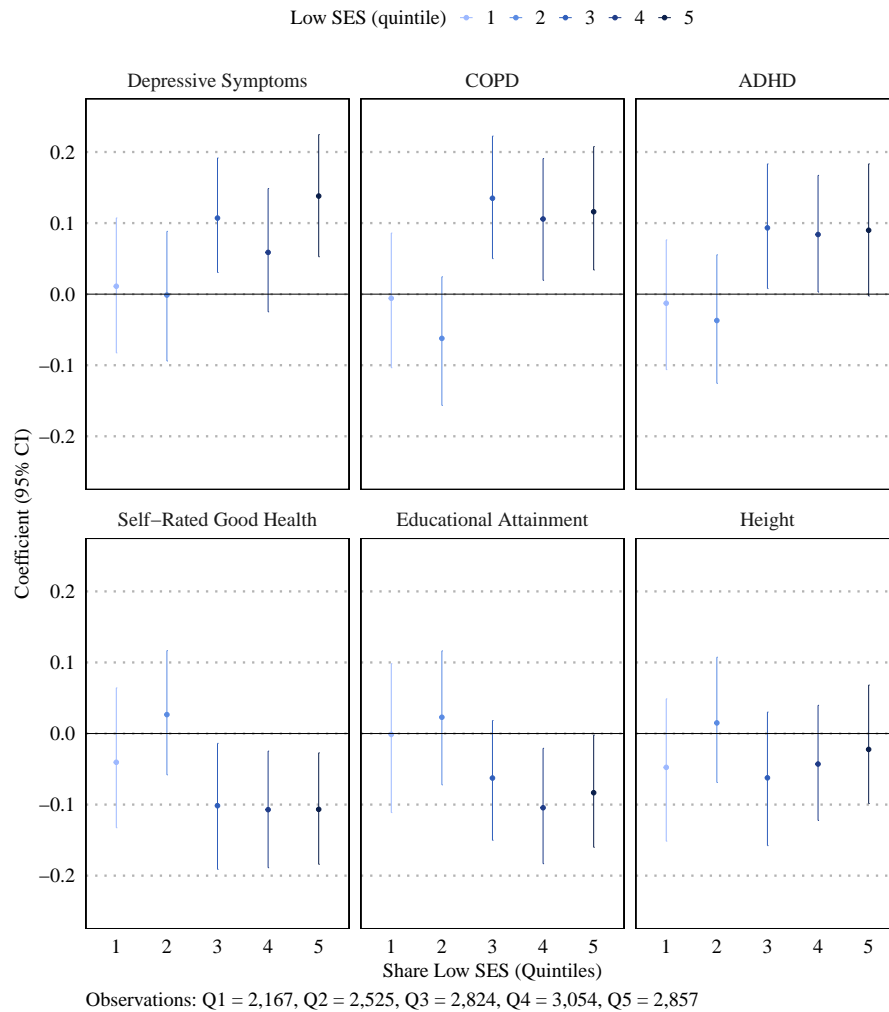 Low SES (quintile) 1 2 3 4 5
Depressive Symptoms COPD ADHD
0.2
0.1
0.0
−0.1
−0.2
Coefficient (95% CI)
Self−Rated Good Health Educational Attainment Height
0.2
0.1
0.0
−0.1
−0.2
1 2 3 4 5 1 2 3 4 5 1 2 3 4 5
Share Low SES (Quintiles)
Observations: Q1 = 2,167, Q2 = 2,525, Q3 = 2,824, Q4 = 3,054, Q5 = 2,857